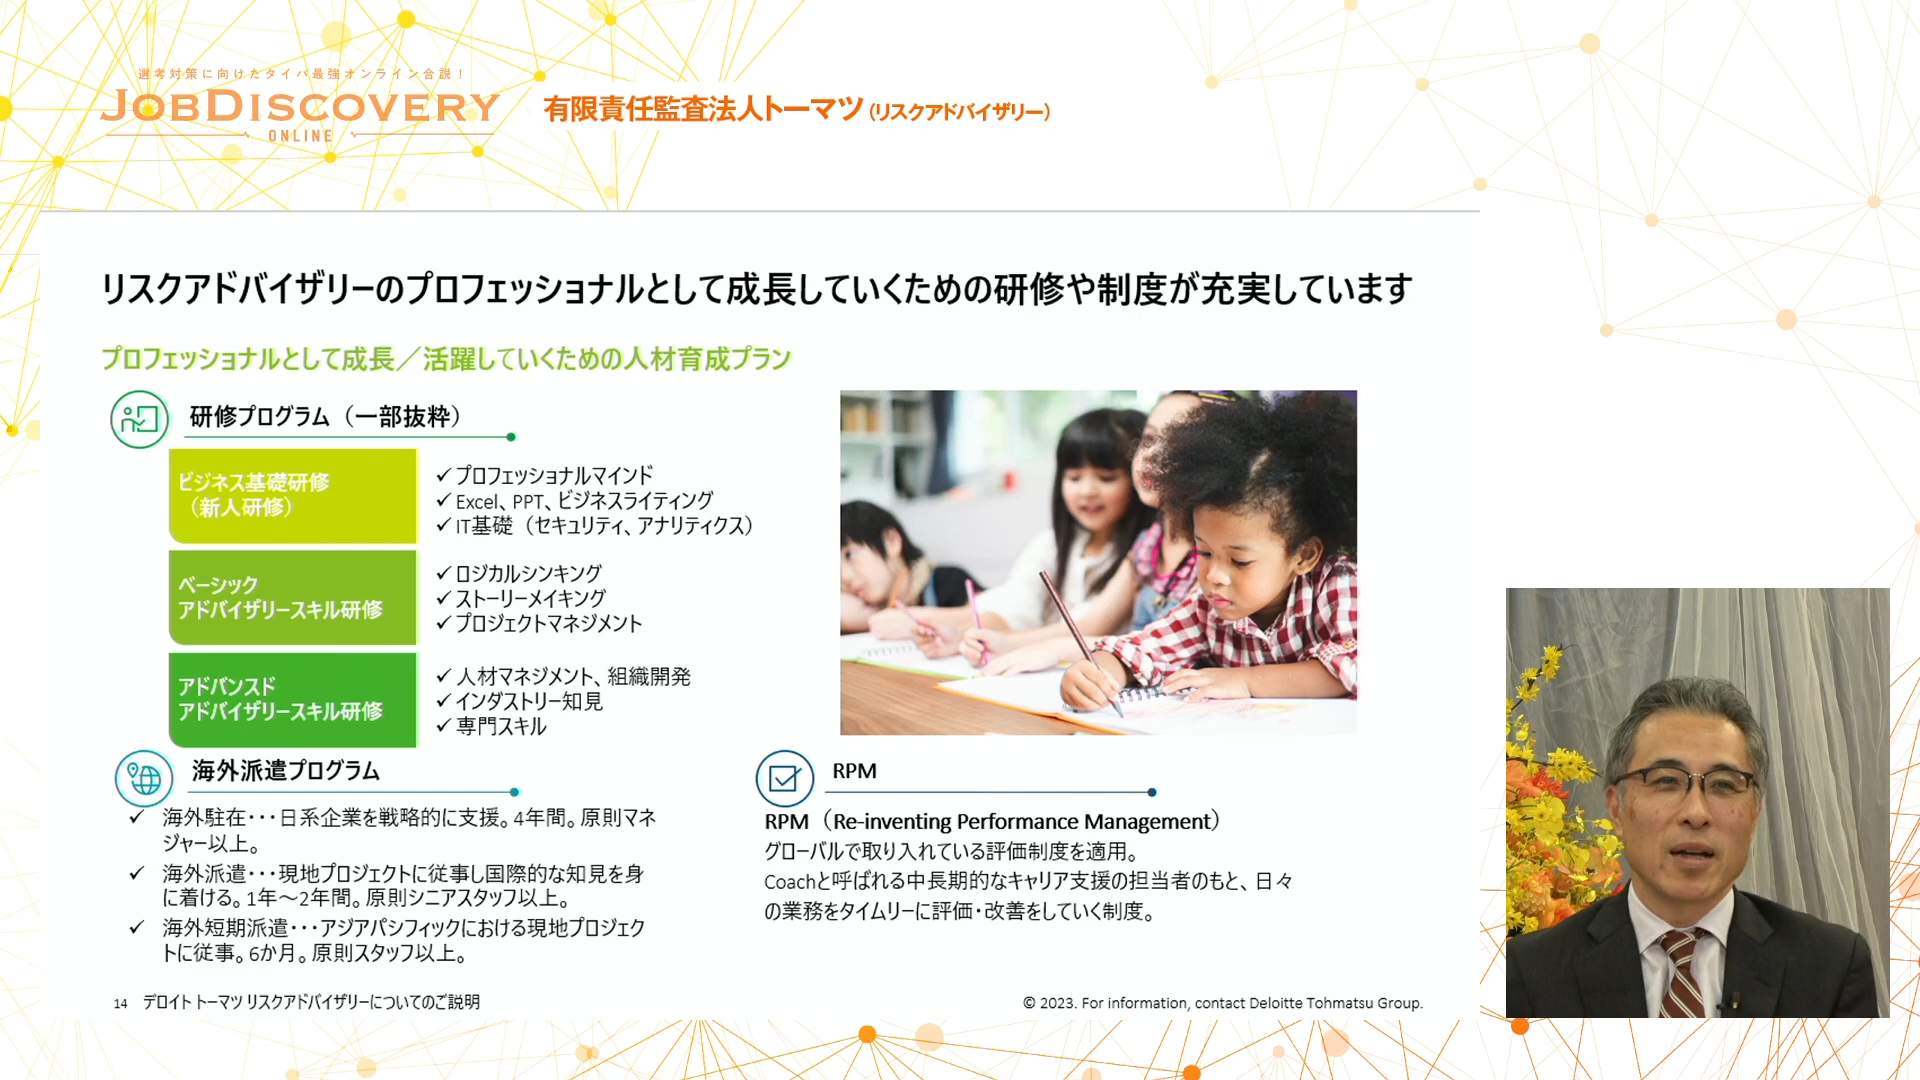 選考対策に向けたタイパ最強オンライン合説！
JOBDISCOVERY
ONLINE
有限責任監査法人トーマツ（リスクアドバイザリー）
リスクアドバイザリーのプロフェッショナルとして成長していくための研修や制度が充実しています
プロフェッショナルとして成長／活躍していくための人材育成プラン
研修プログラム（一部抜粋）
ビジネス基礎研修
（新人研修）
✓プロフェッショナルマインド
✓Excel、PPT、ビジネスライティング
✓IT基礎（セキュリティ、アナリティクス）
ベーシック
アドバイザリースキル研修
✓ロジカルシンキング
✓ストーリーメイキング
✓プロジェクトマネジメント
アドバンスド
アドバイザリースキル研修
✓人材マネジメント、組織開発
✓インダストリー知見
✓専門スキル
海外派遣プログラム
✓ 海外駐在・・・日系企業を戦略的に支援。4年間。原則マネ
ジャー以上。
✓ 海外派遣・・・現地プロジェクトに従事し国際的な知見を身
に着ける。1年～2年間。原則シニアスタッフ以上。
✓ 海外短期派遣・・・アジアパシフィックにおける現地プロジェク
トに従事。6か月。原則スタッフ以上。
RPM
RPM（Re-inventing Performance Management）
グローバルで取り入れている評価制度を適用。
Coachと呼ばれる中長期的なキャリア支援の担当者のもと、日々
の業務をタイムリーに評価・改善をしていく制度。
14 デロイト トーマツ リスクアドバイザリーについてのご説明
© 2023. For information, contact Deloitte Tohmatsu Group.